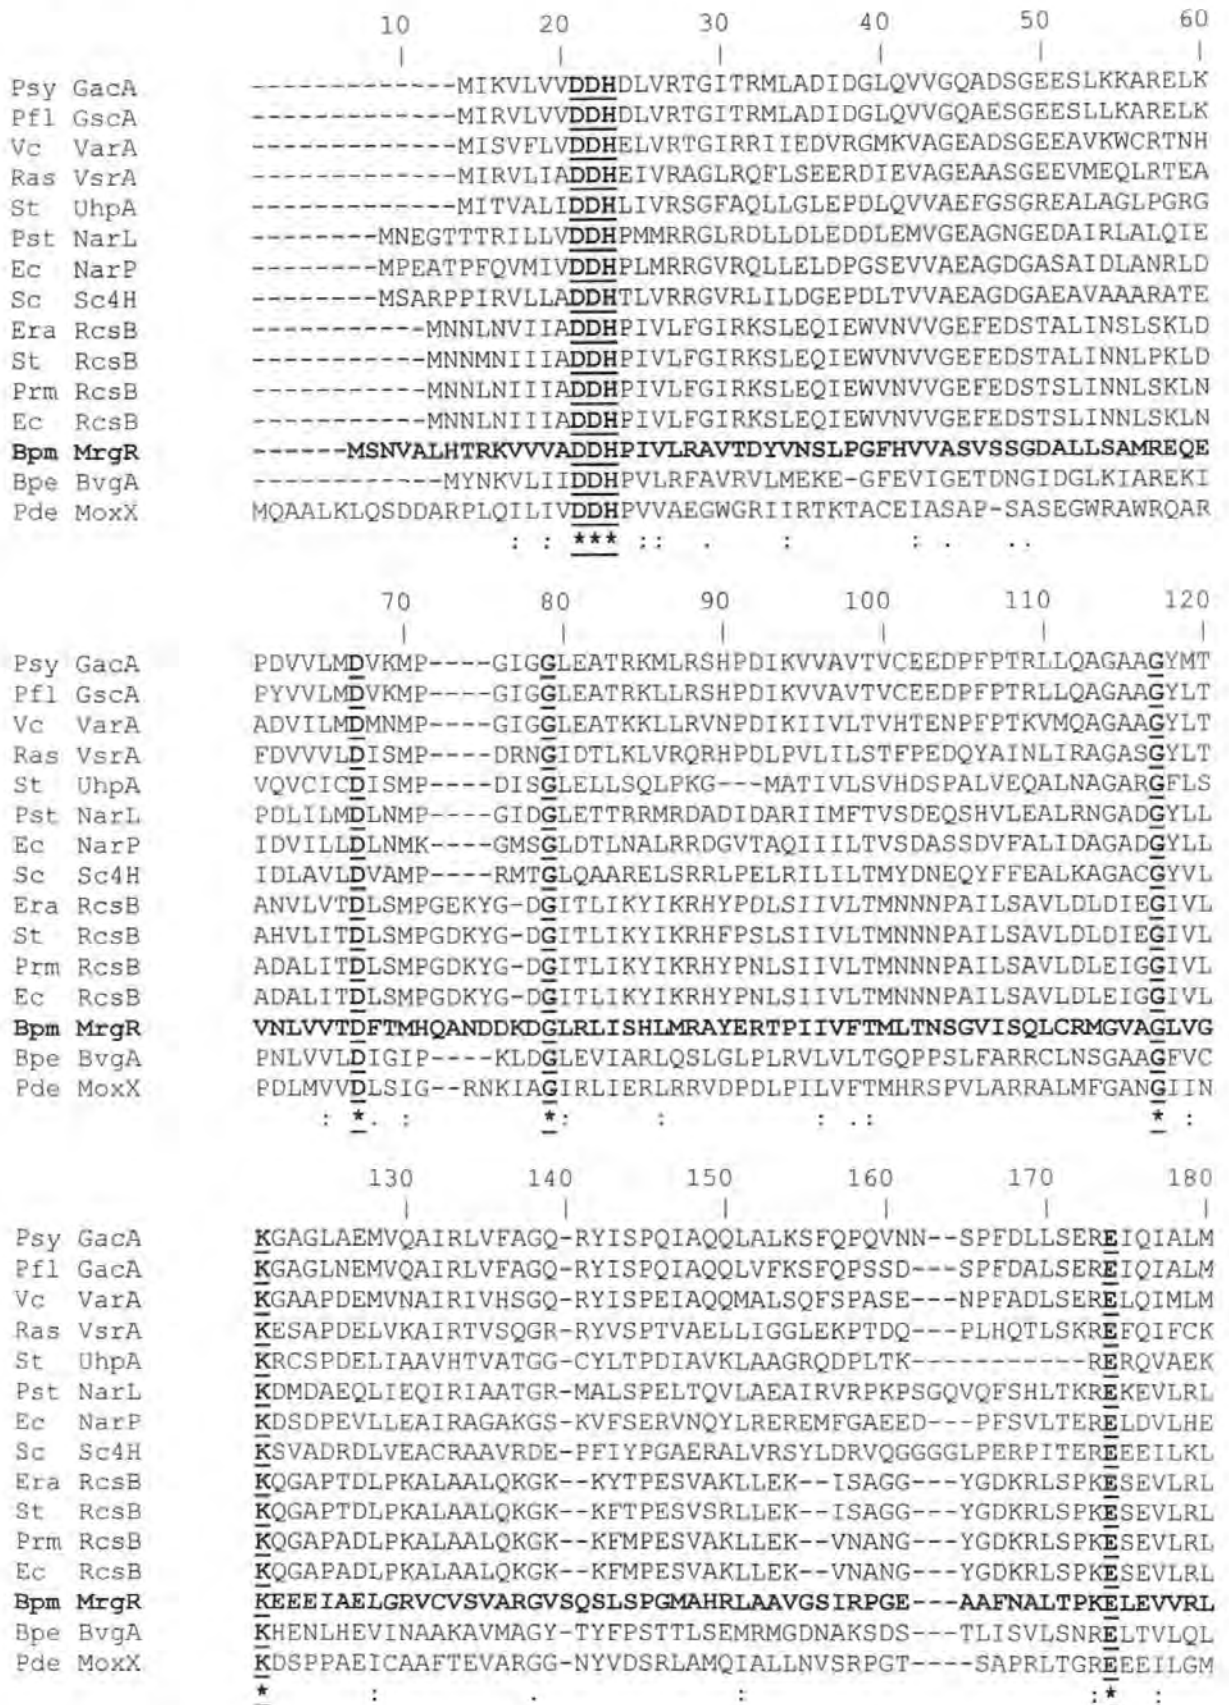 10 20 30 40 50 60
| | | | | |
Psy GacA -------------MIKVLVVDDHDLVRTGITRMLADIDGLQVVGQADSGEESLKKARELK
Pfl GscA -------------MIRVLVVDDHDLVRTGITRMLADIDGLQVVGQAESGEESLLKARELK
Vc VarA -------------MISVFLVDDHELVRTGIRRIIEDVRGMKVAGEADSGEEAVKWCRTNH
Ras VsrA -------------MIRVLIADDHEIVRAGLRQFLSEERDIEVAGEAASGEEVMEQLRTEA
St UhpA -------------MITVALIDDHLIVRSGFAQLLGLEPDLQVVAEFGSGREALAGLPGRG
Pst NarL --------MNEGTTTRILLVDDHPMMRRGLRDLLDLEDDLEMVGEAGNGEDAIRLALQIE
Ec NarP --------MPEATPFQVMIVDDHPLMRRGVRQLLELDPGSEVVAEAGDGASAIDLANRLD
Sc Sc4H --------MSARPPIRVLLADDHTLVRRGVRLILDGEPDLTVVAEAGDGAEAVAAARATE
Era RcsB -----------MNNLNVIIADDHPIVLFGIRKSLEQIEWVNVVGEFEDSTALINSLSKLD
St RcsB -----------MNNMNIIIADDHPIVLFGIRKSLEQIEWVNVVGEFEDSTALINNLPKLD
Prm RcsB -----------MNNLNIIIADDHPIVLFGIRKSLEQIEWVNVVGEFEDSTSLINNLSKLN
Ec RcsB -----------MNNLNIIIADDHPIVLFGIRKSLEQIEWVNVVGEFEDSTSLINNLSKLN
Bpm MrgR ------MSNVALHTRKVVVADDHPIVLRAVTDYVNSLPGFHVVASVSSGDALLSAMREQE
Bpe BvgA ------------MYNKVLIIDDHPVLRFAVRVLMEKE-GFEVIGETDNGIDGLKIAREKI
Pde MoxX MQAALKLQSDDARPLQILIVDDHPVVAEGWGRIIRTKTACEIASAP-SASEGWRAWRQAR
: : *** :: . : : . ..
70 80 90 100 110 120
| | | | | |
Psy GacA PDVVLMDVKMP----GIGGLEATRKMLRSHPDIKVVAVTVCEEDPFPTRLLQAGAAGYMT
Pfl GscA PYVVLMDVKMP----GIGGLEATRKLLRSHPDIKVVAVTVCEEDPFPTRLLQAGAAGYLT
Vc VarA ADVILMDMNMP----GIGGLEATKKLLRVNPDIKIIVLTVHTENPFPTKVMQAGAAGYLT
Ras VsrA FDVVVLDISMP----DRNGIDTLKLVRQRHPDLPVLILSTFPEDQYAINLIRAGASGYLT
St UhpA VQVCICDISMP----DISGLELLSQLPKG---MATIVLSVHDSPALVEQALNAGARGFLS
Pst NarL PDLILMDLNMP----GIDGLETTRRMRDADIDARIIMFTVSDEQSHVLEALRNGADGYLL
Ec NarP IDVILLDLNMK----GMSGLDTLNALRRDGVTAQIIILTVSDASSDVFALIDAGADGYLL
Sc Sc4H IDLAVLDVAMP----RMTGLQAARELSRRLPELRILILTMYDNEQYFFEALKAGACGYVL
Era RcsB ANVLVTDLSMPGEKYG-DGITLIKYIKRHYPDLSIIVLTMNNNPAILSAVLDLDIEGIVL
St RcsB AHVLITDLSMPGDKYG-DGITLIKYIKRHFPSLSIIVLTMNNNPAILSAVLDLDIEGIVL
Prm RcsB ADALITDLSMPGDKYG-DGITLIKYIKRHYPNLSIIVLTMNNNPAILSAVLDLEIGGIVL
Ec RcsB ADALITDLSMPGDKYG-DGITLIKYIKRHYPNLSIIVLTMNNNPAILSAVLDLEIGGIVL
Bpm MrgR VNLVVTDFTMHQANDDKDGLRLISHLMRAYERTPIIVFTMLTNSGVISQLCRMGVAGLVG
Bpe BvgA PNLVVLDIGIP----KLDGLEVIARLQSLGLPLRVLVLTGQPPSLFARRCLNSGAAGFVC
Pde MoxX PDLMVVDLSIG--RNKIAGIRLIERLRRVDPDLPILVFTMHRSPVLARRALMFGANGIIN
: *. : *: : : .: * :
130 140 150 160 170 180
| | | | | |
Psy GacA KGAGLAEMVQAIRLVFAGQ-RYISPQIAQQLALKSFQPQVNN--SPFDLLSEREIQIALM
Pfl GacA KGAGLNEMVQAIRLVFAGQ-RYISPQIAQQLVFKSFQPSSD---SPFDALSEREIQIALM
Vc VarA KGAAPDEMVNAIRIVHSGQ-RYISPEIAQQMALSQFSPASE---NPFADLSERELQIMLM
Ras VsrA KESAPDELVKAIRTVSQGR-RYVSPTVAELLIGGLEKPTDQ---PLHQTLSKREFQIFCK
St UhpA KRCSPDELIAAVHTVATGG-CYLTPDIAVKLAAGRQDPLTK-----------RERQVAEK
Pst NarL KDMDAEQLIEQIRIAATGR-MALSPELTQVLAEAIRVRPKPSGQVQFSHLTKREKEVLRL
Ec NarP KDSDPEVLLEAIRAGAKGS-KVFSERVNQYLREREMFGAEED---PFSVLTERELDVLHE
Sc Sc4H KSVADRDLVEACRAAVRDE-PFIYPGAERALVRSYLDRVQGGGGLPERPITEREEEILKL
Era RcsB KQGAPTDLPKALAALQKGK--KYTPESVAKLLEK--ISAGG---YGDKRLSPKESEVLRL
St RcsB KQGAPTDLPKALAALQKGK--KFTPESVSRLLEK--ISAGG---YGDKRLSPKESEVLRL
Prm RcsB KQGAPADLPKALAALQKGK--KFMPESVAKLLEK--VNANG---YGDKRLSPKESEVLRL
Ec RcsB KQGAPADLPKALAALQKGK--KFMPESVAKLLEK--VNANG---YGDKRLSPKESEVLRL
Bpm MrgR KEEEIAELGRVCVSVARGVSQSLSPGMAHRLAAVGSIRPGE---AAFNALTPKELEVVRL
Bpe BvgA KHENLHEVINAAKAVMAGY-TYFPSTTLSEMRMGDNAKSDS---TLISVLSNRELTVLQL
Pde MoxX KDSPPAEICAAFTEVARGG-NYVDSRLAMQIALLNVSRPGT----SAPRLTGREEEILGM
* : . : :* :